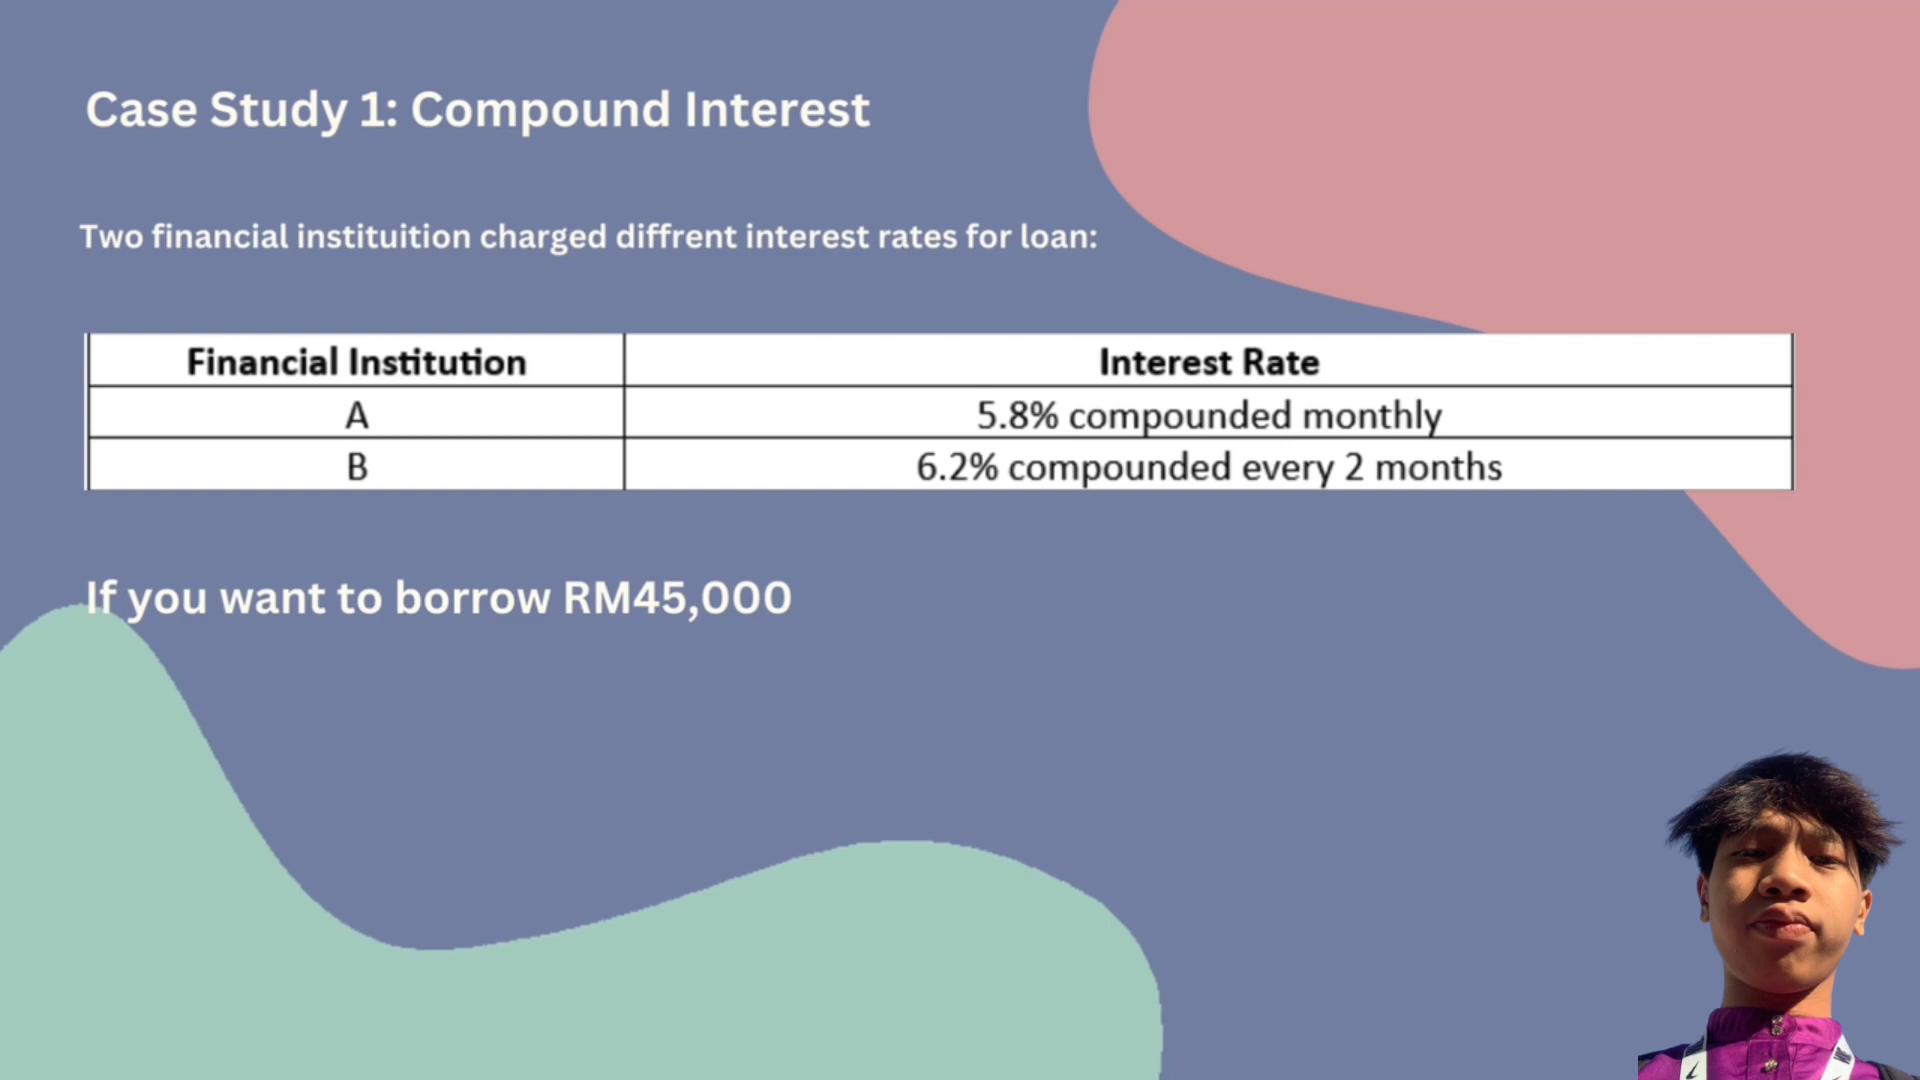 Case Study 1: Compound Interest
Two financial instituition charged diffrent interest rates for loan:
Financial Institution Interest Rate
A 5.8% compounded monthly
B 6.2% compounded every 2 months
If you want to borrow RM45,000